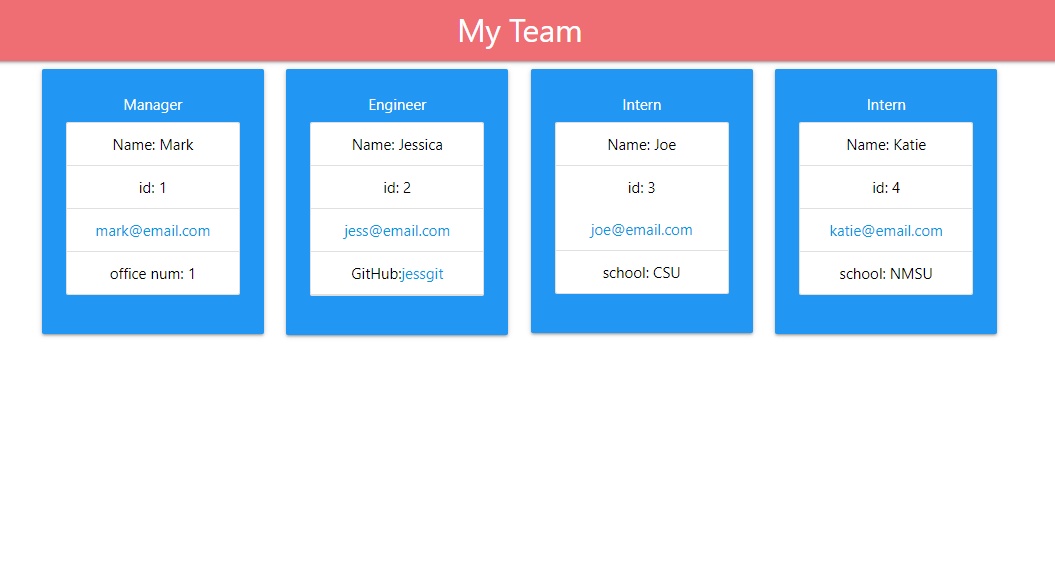 My Team
Manager
Name: Mark
id: 1
mark@email.com
office num: 1
Engineer
Name: Jessica
id: 2
jess@email.com
GitHub:jessgit
Intern
Name: Joe
id: 3
joe@email.com
school: CSU
Intern
Name: Katie
id: 4
katie@email.com
school: NMSU